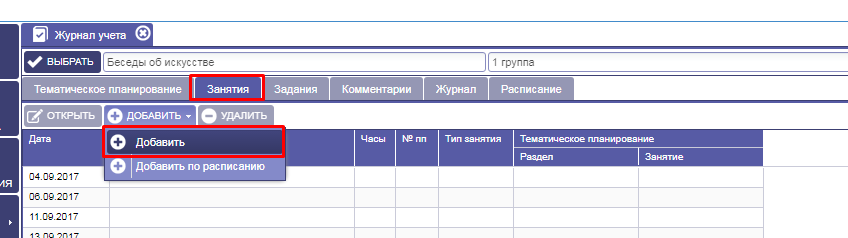 Журнал учета
ВЫБРАТЬ Беседы об искусстве 1 группа
Тематическое планирование Занятия Задания Комментарии Журнал Расписание
ОТКРЫТЬ ДОБАВИТЬ УДАЛИТЬ
Дата Часы № пп Тип занятия Тематическое планирование
Добавить
Раздел Занятие
Добавить по расписанию
04.09.2017
06.09.2017
11.09.2017
13.09.2017